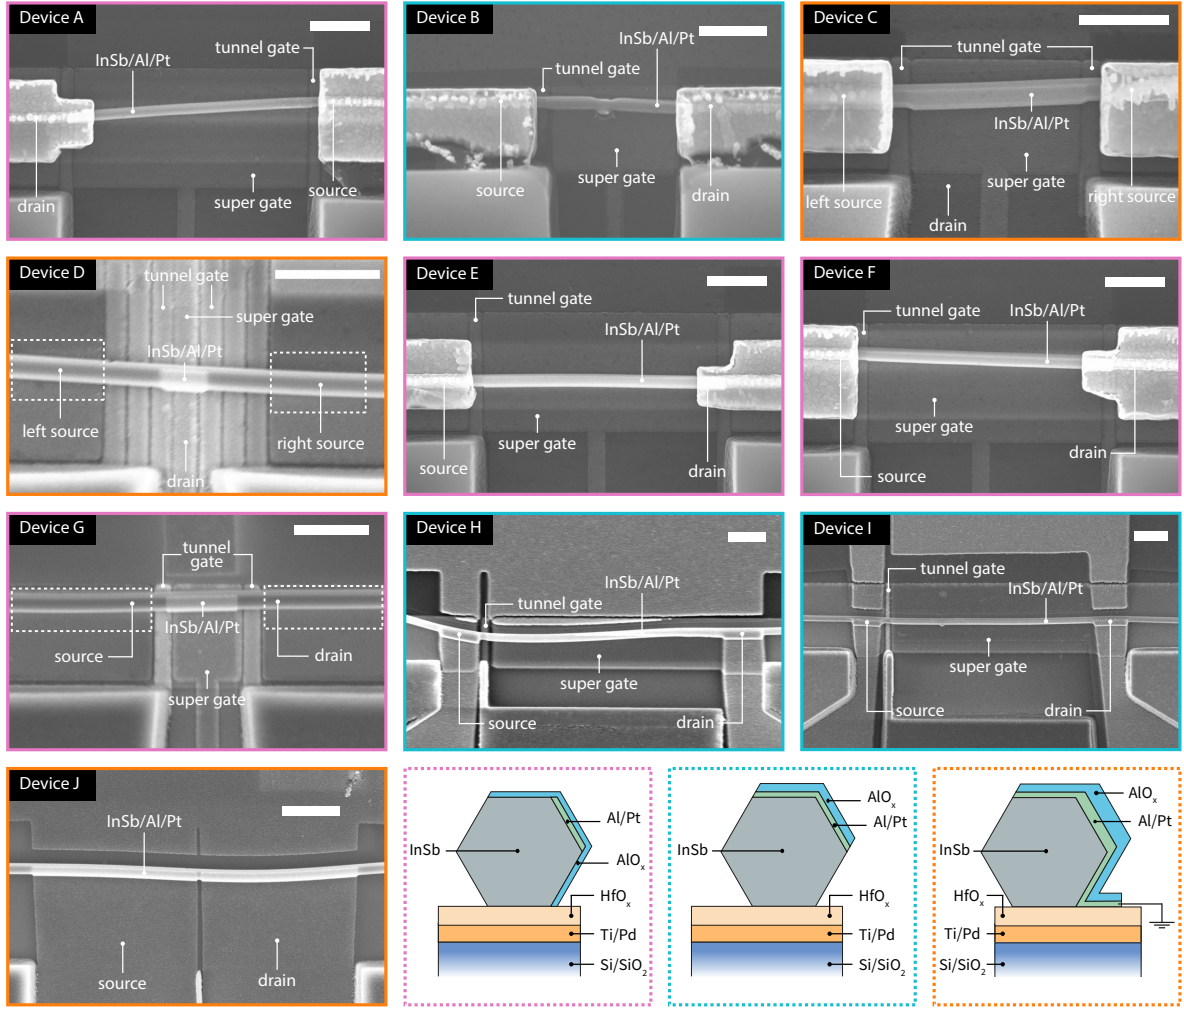 Device A
tunnel gate
InSb/Al/Pt
drain
super gate
source
Device B
InSb/Al/Pt
tunnel gate
super gate
source
drain
Device C
tunnel gate
InSb/Al/Pt
super gate
left source
right source
drain
Device D
tunnel gate
super gate
InSb/Al/Pt
left source
right source
drain
Device E
tunnel gate
InSb/Al/Pt
super gate
source
drain
Device F
InSb/Al/Pt
tunnel gate
super gate
drain
source
Device G
tunnel
gate
InSb/Al/Pt
source
drain
super gate
Device H
InSb/Al/Pt
tunnel gate
super gate
source
drain
Device I
tunnel gate
InSb/Al/Pt
super gate
source
drain
Device J
InSb/Al/Pt
source
drain
Al/Pt
InSb
AlOₓ
HfOₓ
Ti/Pd
Si/SiO₂
AlOₓ
Al/Pt
InSb
HfOₓ
Ti/Pd
Si/SiO₂
AlOₓ
Al/Pt
InSb
HfOₓ
Ti/Pd
Si/SiO₂